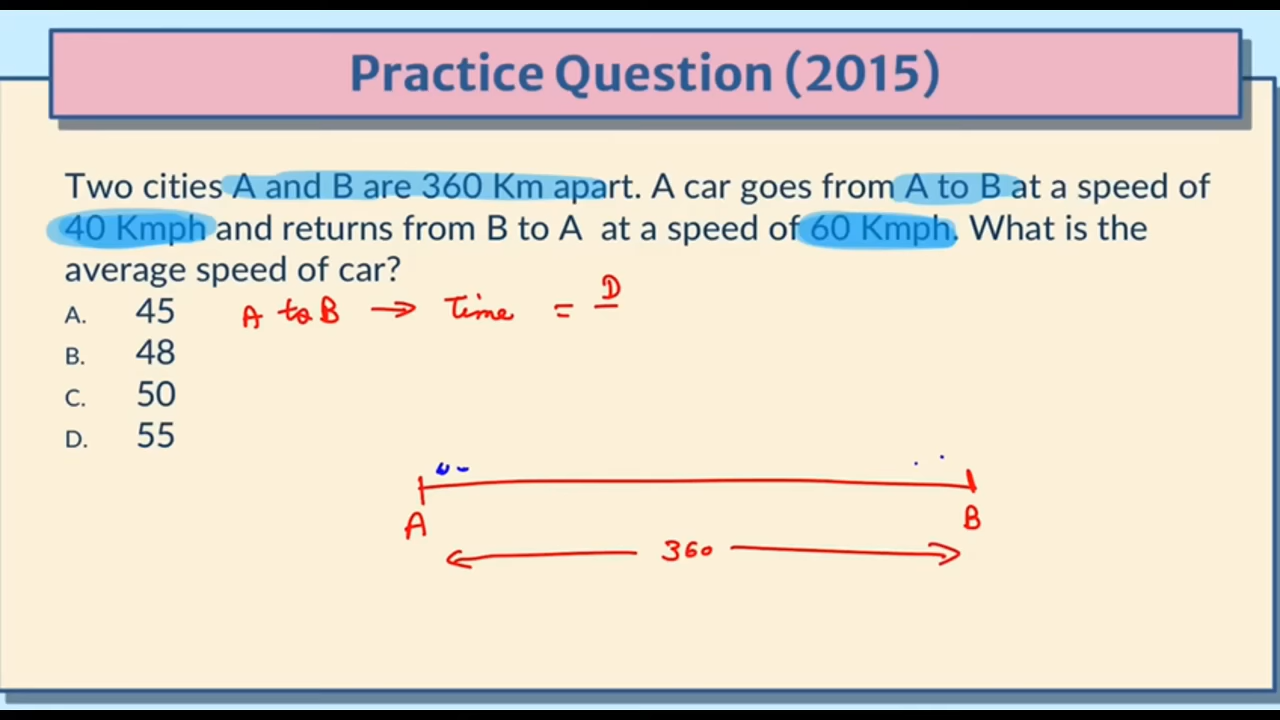 Practice Question (2015)
Two cities A and B are 360 Km apart. A car goes from A to B at a speed of
40 Kmph and returns from B to A at a speed of 60 Kmph. What is the
average speed of car?
A. 45
B. 48
C. 50
D. 55
A to B → Time = D
A
B
360